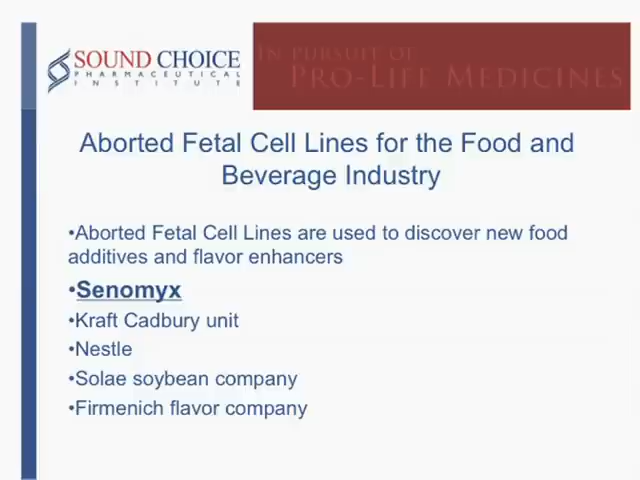 SOUND CHOICE
PHARMACEUTICAL
INSTITUTE
IN PURSUIT OF
PRO-LIFE MEDICINES
Aborted Fetal Cell Lines for the Food and
Beverage Industry
•Aborted Fetal Cell Lines are used to discover new food
additives and flavor enhancers
•Senomyx
•Kraft Cadbury unit
•Nestle
•Solae soybean company
•Firmenich flavor company